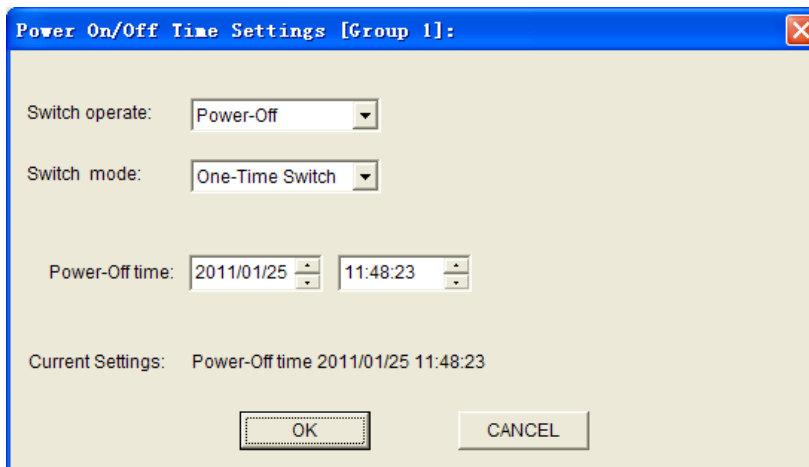 Power On/Off Time Settings [Group 1]:
Switch operate: Power-Off
Switch mode: One-Time Switch
Power-Off time: 2011/01/25 11:48:23
Current Settings: Power-Off time 2011/01/25 11:48:23
OK CANCEL